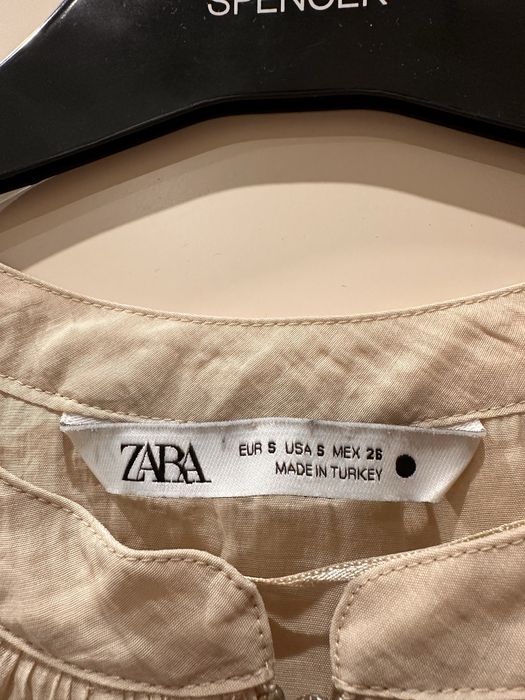 SPENCER
ZARA
EUR S USA S MEX 26
MADE IN TURKEY